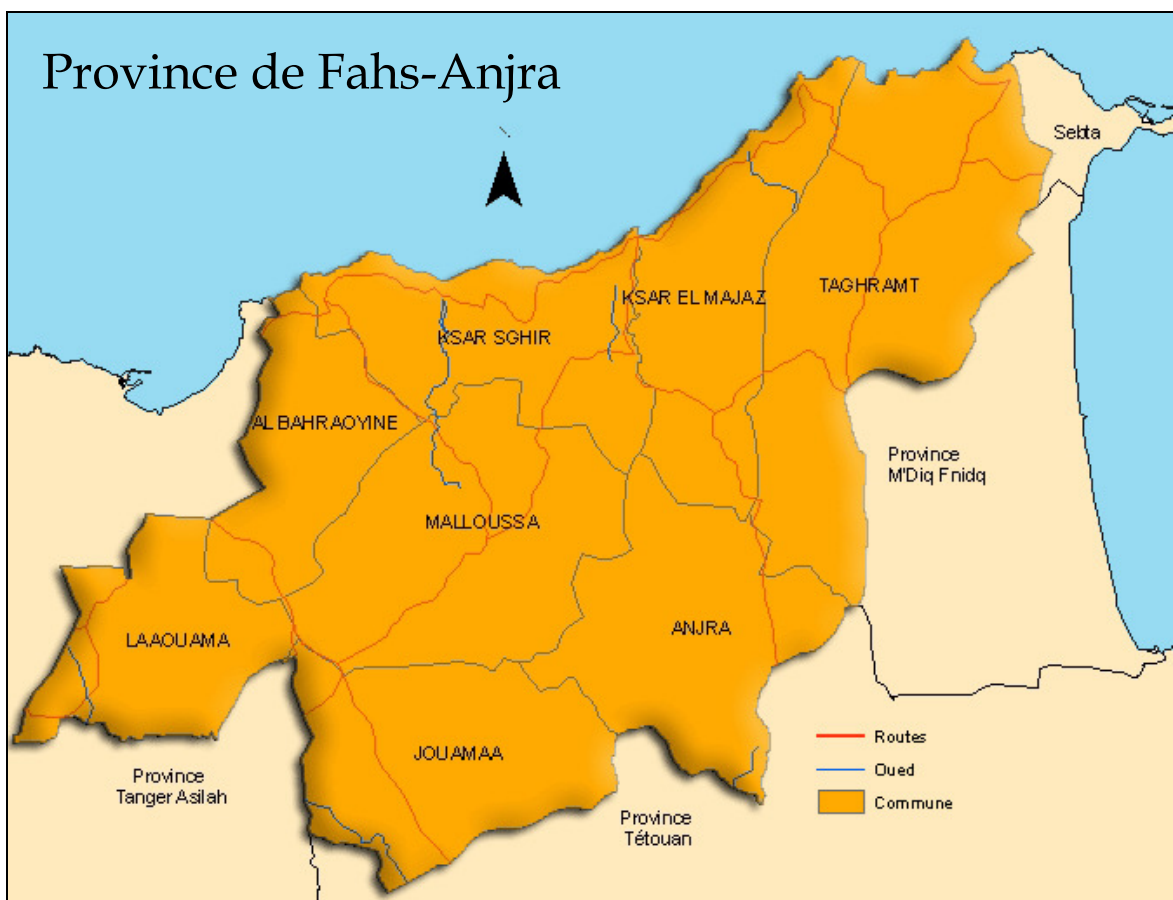 Province de Fahs-Anjra
Sebta
TAGHRAMT
KSAR EL MAJAZ
KSAR SGHIR
AL BAHRAOYINE
Province
M'Diq Fnidq
MALLOUSSA
LAAOUAMA
ANJRA
JOUAMAA
Province
Tanger Asilah
Province
Tétouan
Routes
Oued
Commune